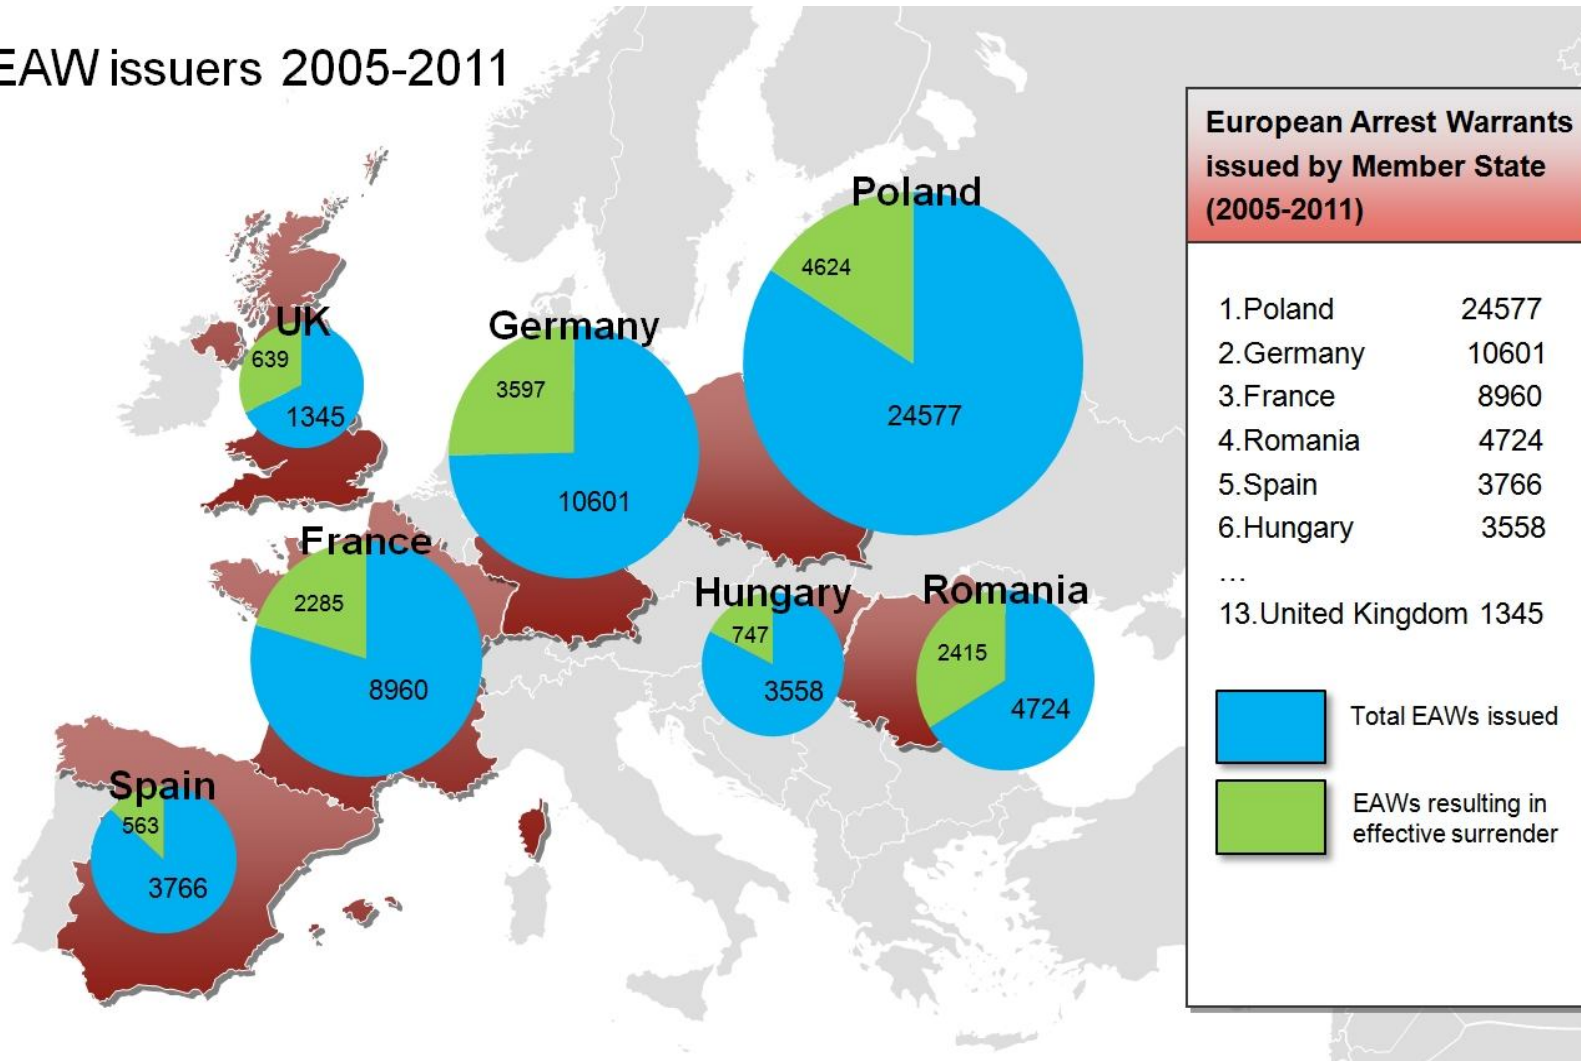 EAW issuers 2005-2011
Poland
4624
24577
UK
639
1345
Germany
3597
10601
France
2285
8960
Hungary
747
3558
Romania
2415
4724
Spain
563
3766
European Arrest Warrants
issued by Member State
(2005-2011)
1.Poland 24577
2.Germany 10601
3.France 8960
4.Romania 4724
5.Spain 3766
6.Hungary 3558
...
13.United Kingdom 1345
Total EAWs issued
EAWs resulting in
effective surrender